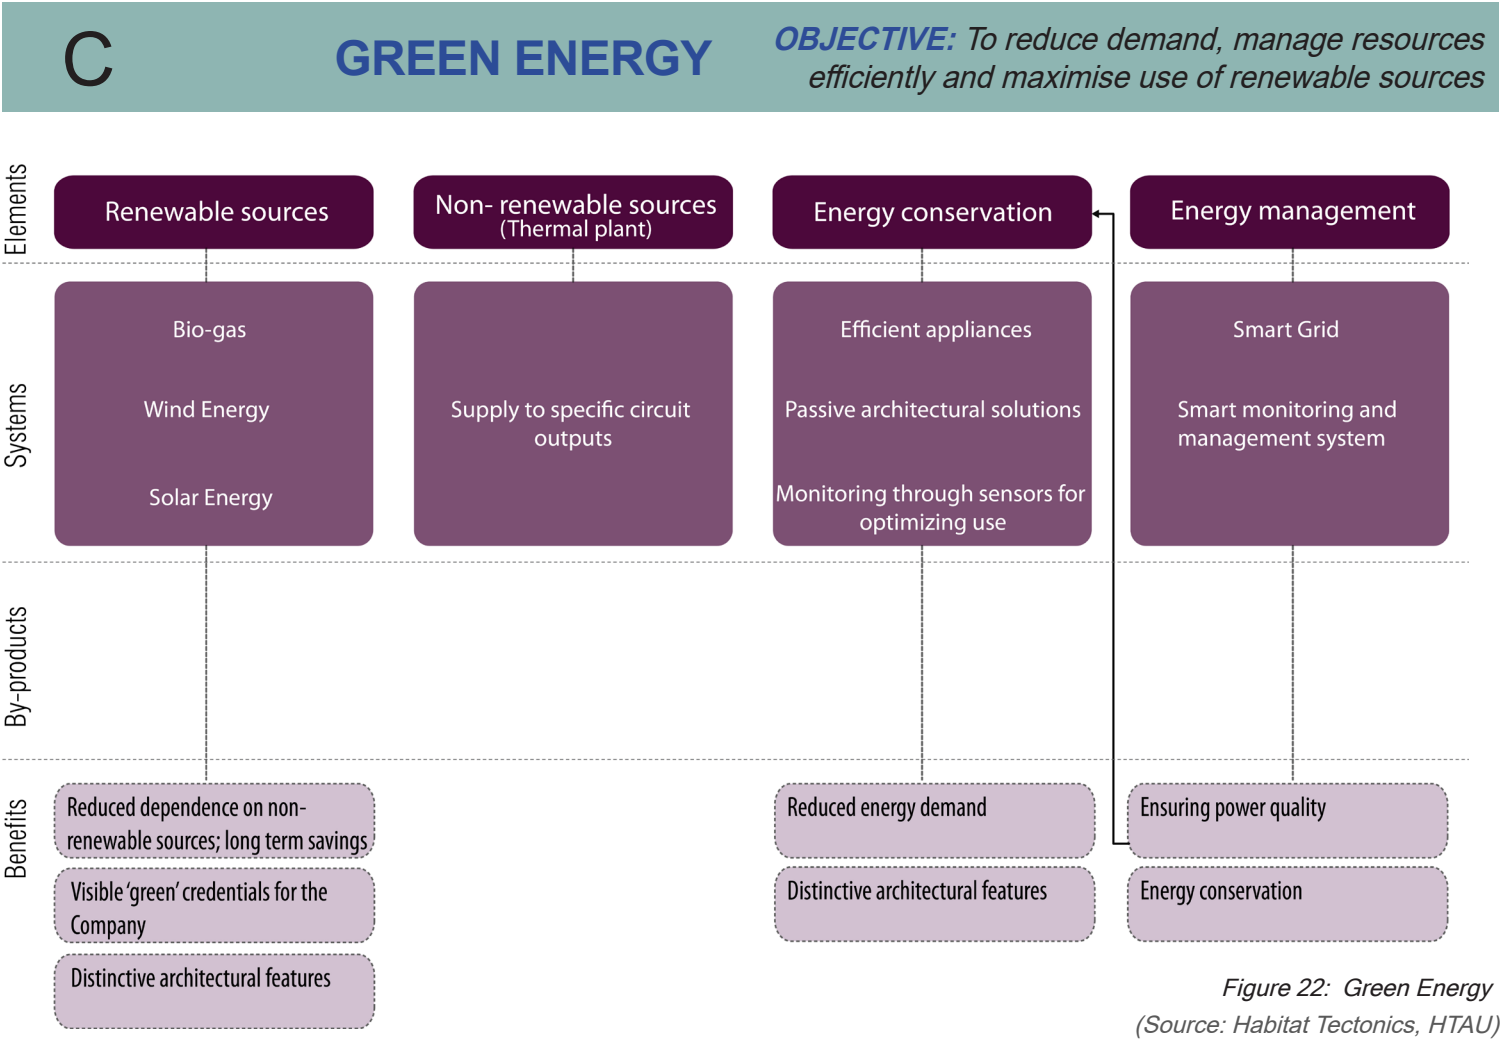 C
GREEN ENERGY
OBJECTIVE: To reduce demand, manage resources
efficiently and maximise use of renewable sources
Elements
Renewable sources
Non- renewable sources
(Thermal plant)
Energy conservation
Energy management
Systems
Bio-gas
Wind Energy
Solar Energy
Supply to specific circuit
outputs
Efficient appliances
Passive architectural solutions
Monitoring through sensors for
optimizing use
Smart Grid
Smart monitoring and
management system
By-products
Benefits
Reduced dependence on non-
renewable sources; long term savings
Visible ‘green’ credentials for the
Company
Distinctive architectural features
Reduced energy demand
Distinctive architectural features
Ensuring power quality
Energy conservation
Figure 22: Green Energy
(Source: Habitat Tectonics, HTAU)